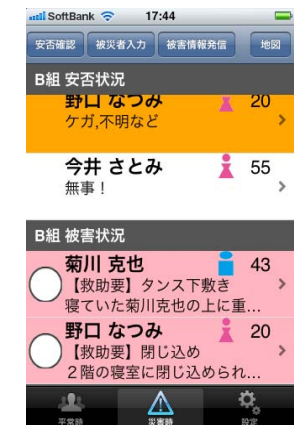 SoftBank 17:44
安否確認 被災者入力 被害情報発信 地図
B組 安否状況
野口 なつみ 20
ケガ,不明など
今井 さとみ 55
無事！
B組 被害状況
菊川 克也 43
【救助要】タンス下敷き
寝ていた菊川克也の上に重…
野口 なつみ 20
【救助要】閉じ込め
２階の寝室に閉じ込められ…
平常時 災害時 設定